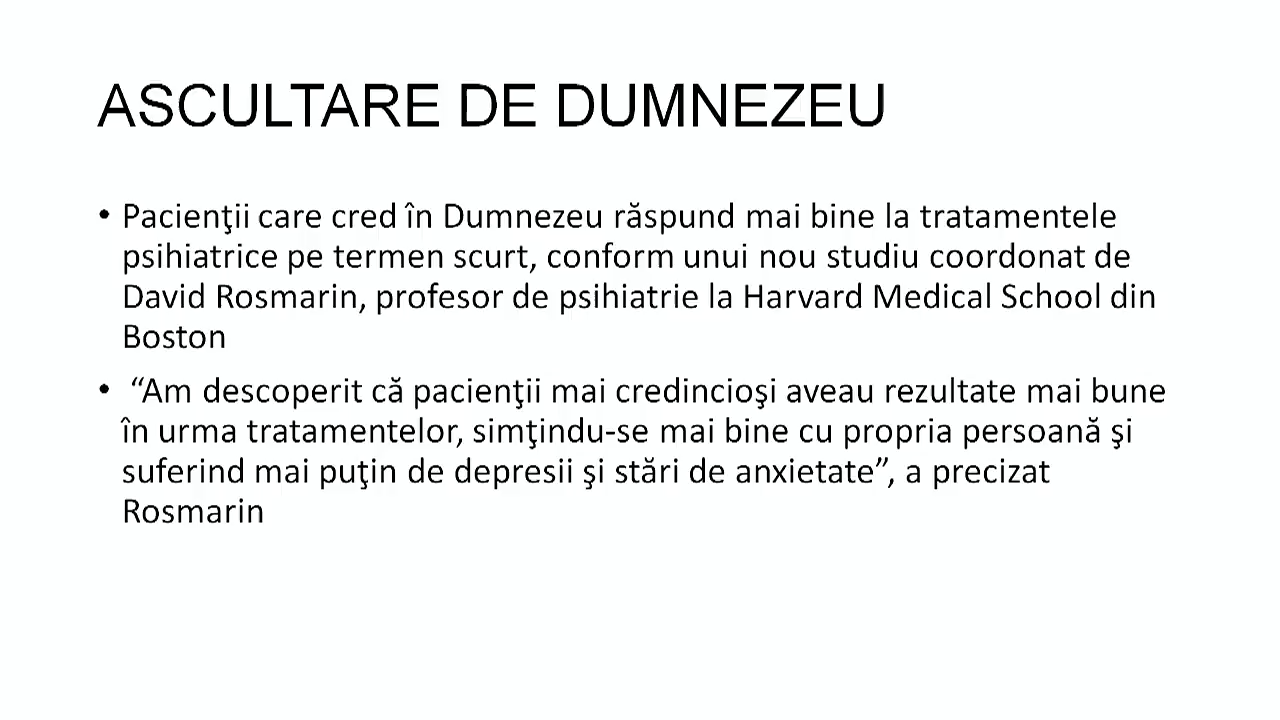 ASCULTARE DE DUMNEZEU
• Pacienţii care cred în Dumnezeu răspund mai bine la tratamentele
psihiatrice pe termen scurt, conform unui nou studiu coordonat de
David Rosmarin, profesor de psihiatrie la Harvard Medical School din
Boston
• “Am descoperit că pacienţii mai credincioşi aveau rezultate mai bune
în urma tratamentelor, simţindu-se mai bine cu propria persoană şi
suferind mai puţin de depresii şi stări de anxietate”, a precizat
Rosmarin